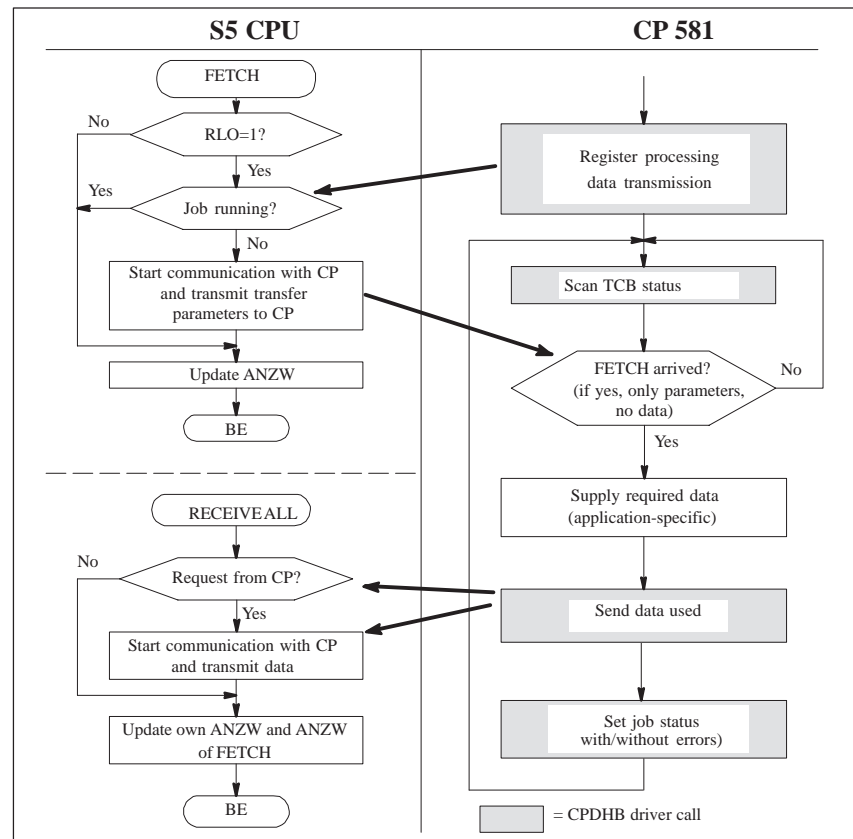 S5 CPU
CP 581
FETCH
No
RLO=1?
Yes
Yes
Job running?
No
Start communication with CP
and transmit transfer
parameters to CP
Update ANZW
BE
RECEIVE ALL
No
Request from CP?
Yes
Start communication with CP
and transmit data
Update own ANZW and ANZW
of FETCH
BE
Register processing
data transmission
Scan TCB status
FETCH arrived?
(if yes, only parameters,
no data)
No
Yes
Supply required data
(application-specific)
Send data used
Set job status
with/without errors)
= CPDHB driver call